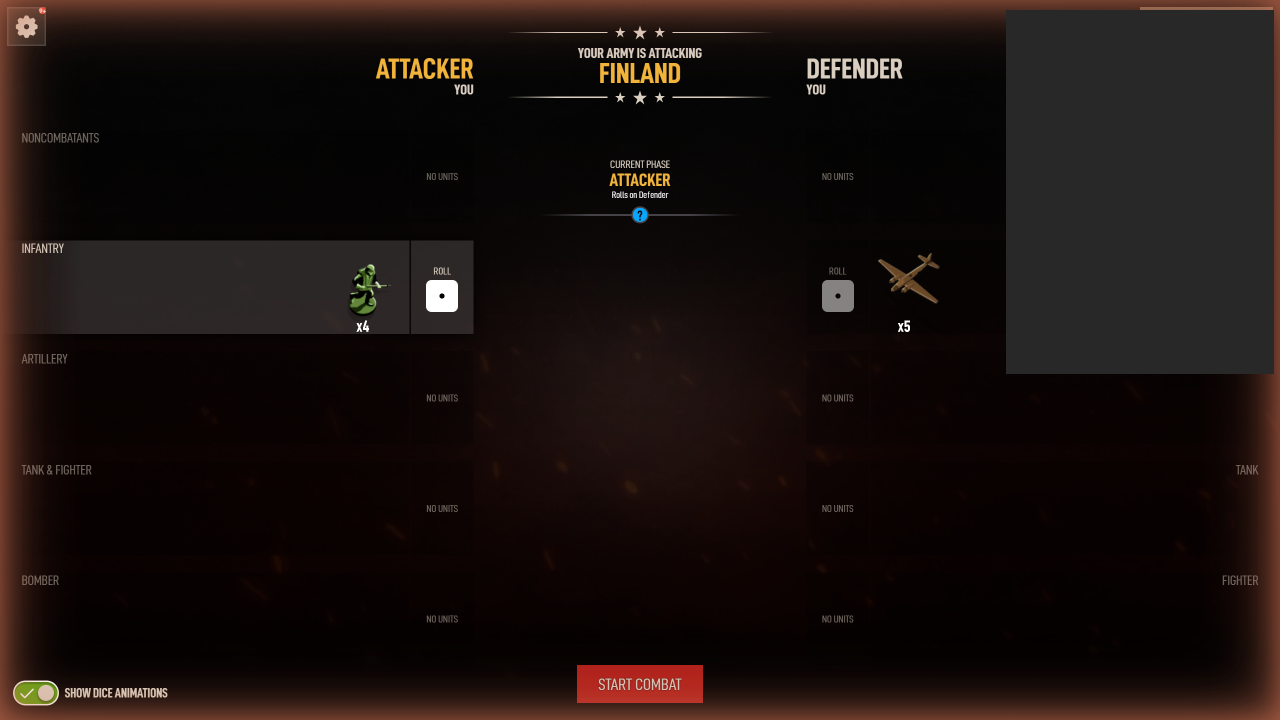 YOUR ARMY IS ATTACKING
FINLAND
ATTACKER
YOU
DEFENDER
YOU
NONCOMBATANTS
NO UNITS
CURRENT PHASE
ATTACKER
Rolls on Defender
?
NO UNITS
INFANTRY
ROLL
x4
ROLL
x5
ARTILLERY
NO UNITS
NO UNITS
TANK & FIGHTER
NO UNITS
NO UNITS
TANK
BOMBER
NO UNITS
NO UNITS
FIGHTER
START COMBAT
SHOW DICE ANIMATIONS